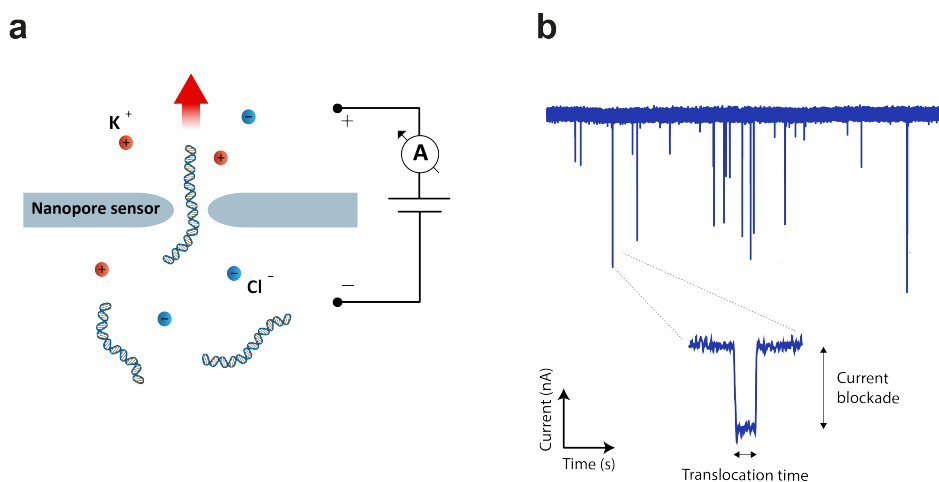 a
b
K +
−
+
+
+
A
Nanopore sensor
+
−
Cl −
−
−
Current
blockade
Current (nA)
Time (s)
Translocation time